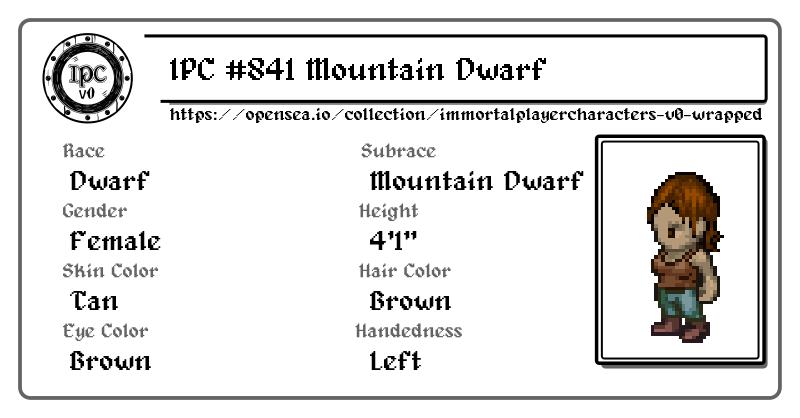 IPC
v0
IPC #841 Mountain Dwarf
https://opensea.io/collection/immortalplayercharacters-v0-wrapped
Race
Dwarf
Subrace
Mountain Dwarf
Gender
Female
Height
4'1"
Skin Color
Tan
Hair Color
Brown
Eye Color
Brown
Handedness
Left